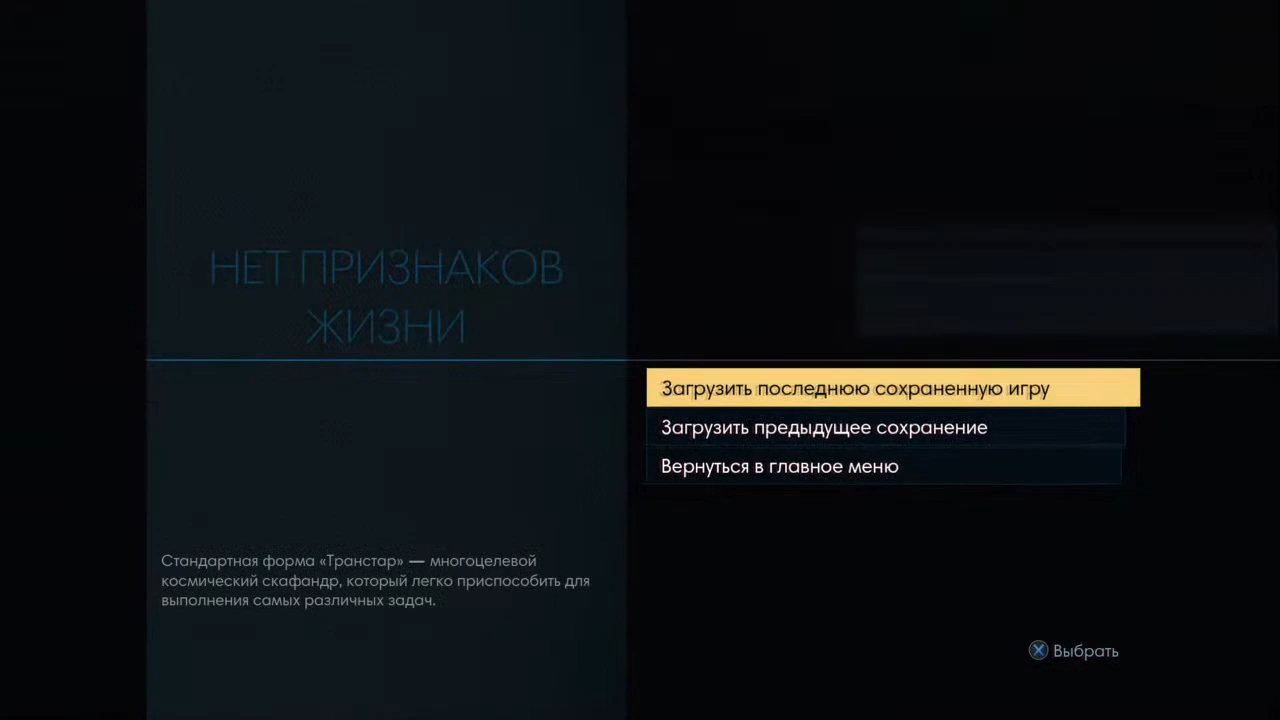 НЕТ ПРИЗНАКОВ
ЖИЗНИ
Загрузить последнюю сохраненную игру
Загрузить предыдущее сохранение
Вернуться в главное меню
Стандартная форма «Транстар» — многоцелевой
космический скафандр, который легко приспособить для
выполнения самых различных задач.
Выбрать